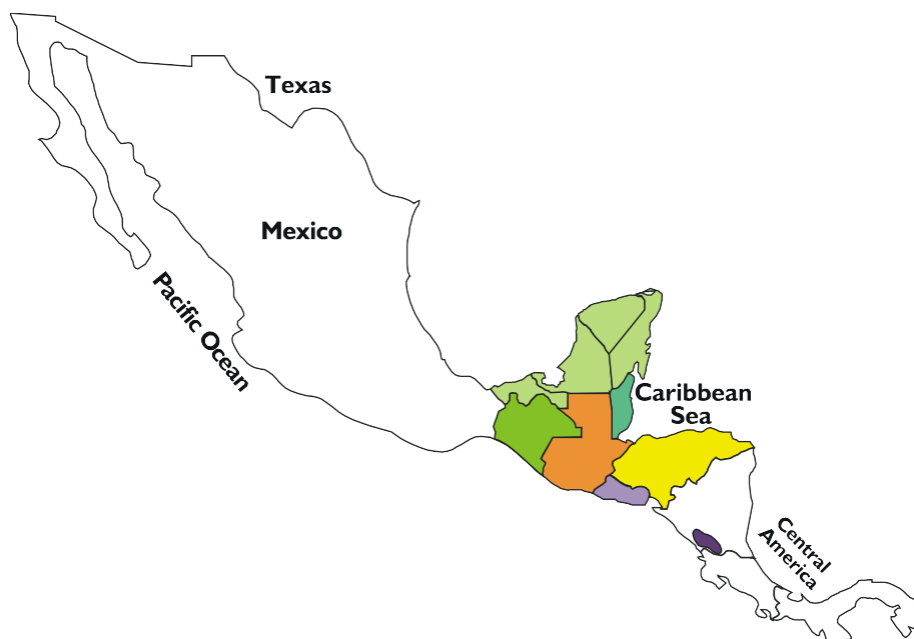 Texas
Mexico
Pacific Ocean
Caribbean
Sea
Central
America